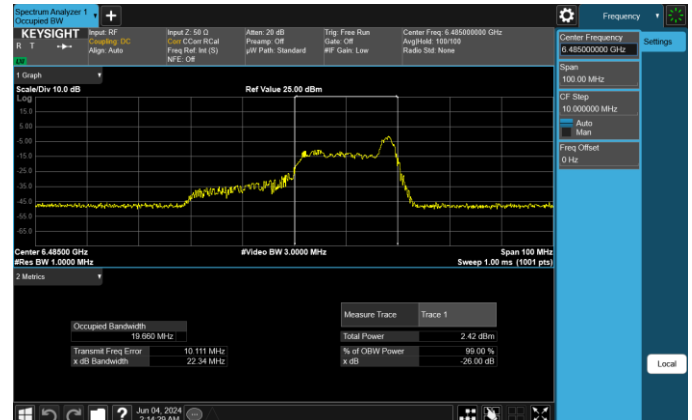 Spectrum Analyzer 1
Occupied BW
Frequency
KEYSIGHT
R T
Input: RF
Coupling: DC
Align: Auto
Input Z: 50 Ω
Corr CCorr RCal
Freq Ref: Int (S)
NFE: Off
Atten: 20 dB
Preamp: Off
µW Path: Standard
Trig: Free Run
Gate: Off
#IF Gain: Low
Center Freq: 6.485000000 GHz
Avg|Hold: 100/100
Radio Std: None
LW
Center Frequency
6.485000000 GHz
Settings
Span
100.00 MHz
CF Step
10.000000 MHz
Auto
Man
Freq Offset
0 Hz
Local
1 Graph
Scale/Div 10.0 dB
Ref Value 25.00 dBm
Log
15.0
5.00
-5.00
-15.0
-25.0
-35.0
-45.0
-55.0
-65.0
Center 6.48500 GHz
#Video BW 3.0000 MHz
Span 100 MHz
#Res BW 1.0000 MHz
Sweep 1.00 ms (1001 pts)
2 Metrics
Measure Trace Trace 1
Occupied Bandwidth
19.660 MHz
Total Power 2.42 dBm
Transmit Freq Error 10.111 MHz
% of OBW Power 99.00 %
x dB Bandwidth 22.34 MHz
x dB -26.00 dB
Jun 04, 2024
2:14:29 AM